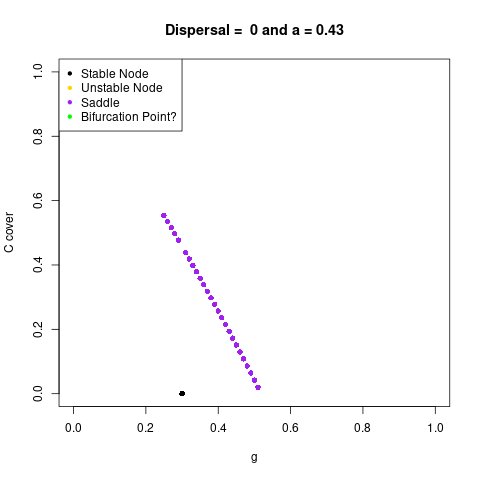 Dispersal =  0 and a = 0.43
Stable Node
Unstable Node
Saddle
Bifurcation Point?
C cover
1.0
0.8
0.6
0.4
0.2
0.0
0.0 0.2 0.4 0.6 0.8 1.0
g